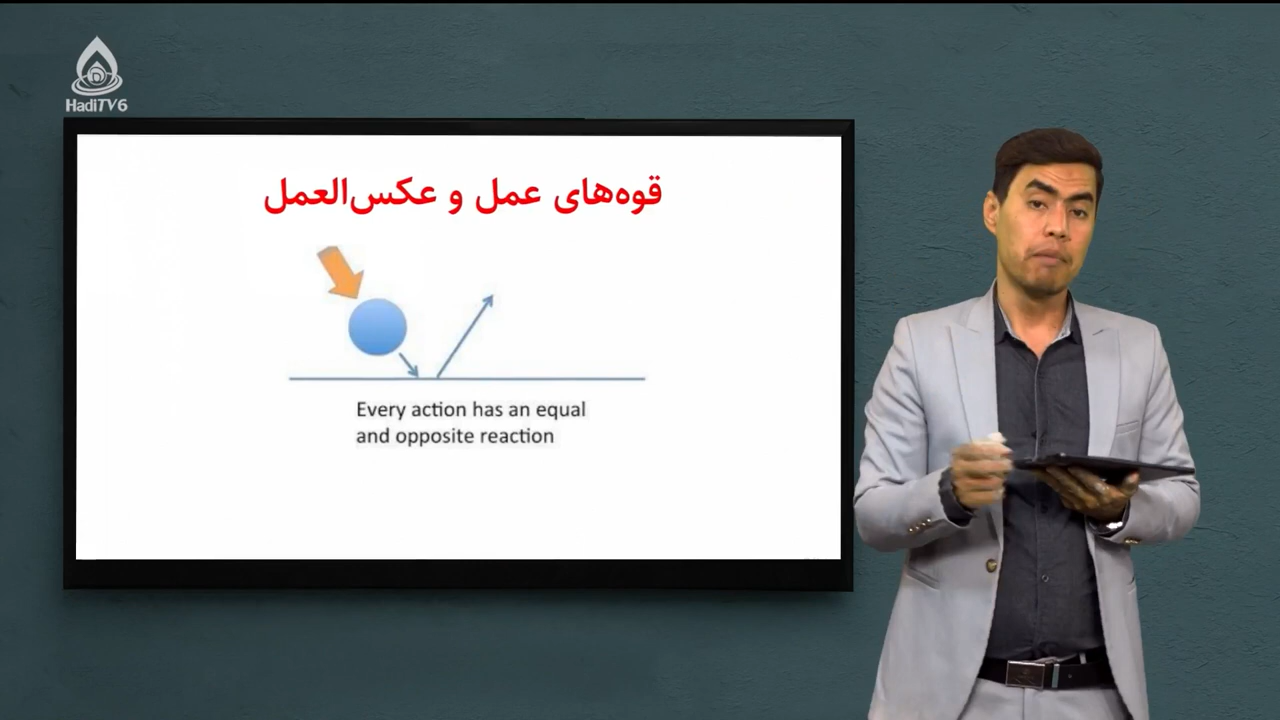 HadiTV6
قوه‌های عمل و عکس‌العمل
Every action has an equal
and opposite reaction